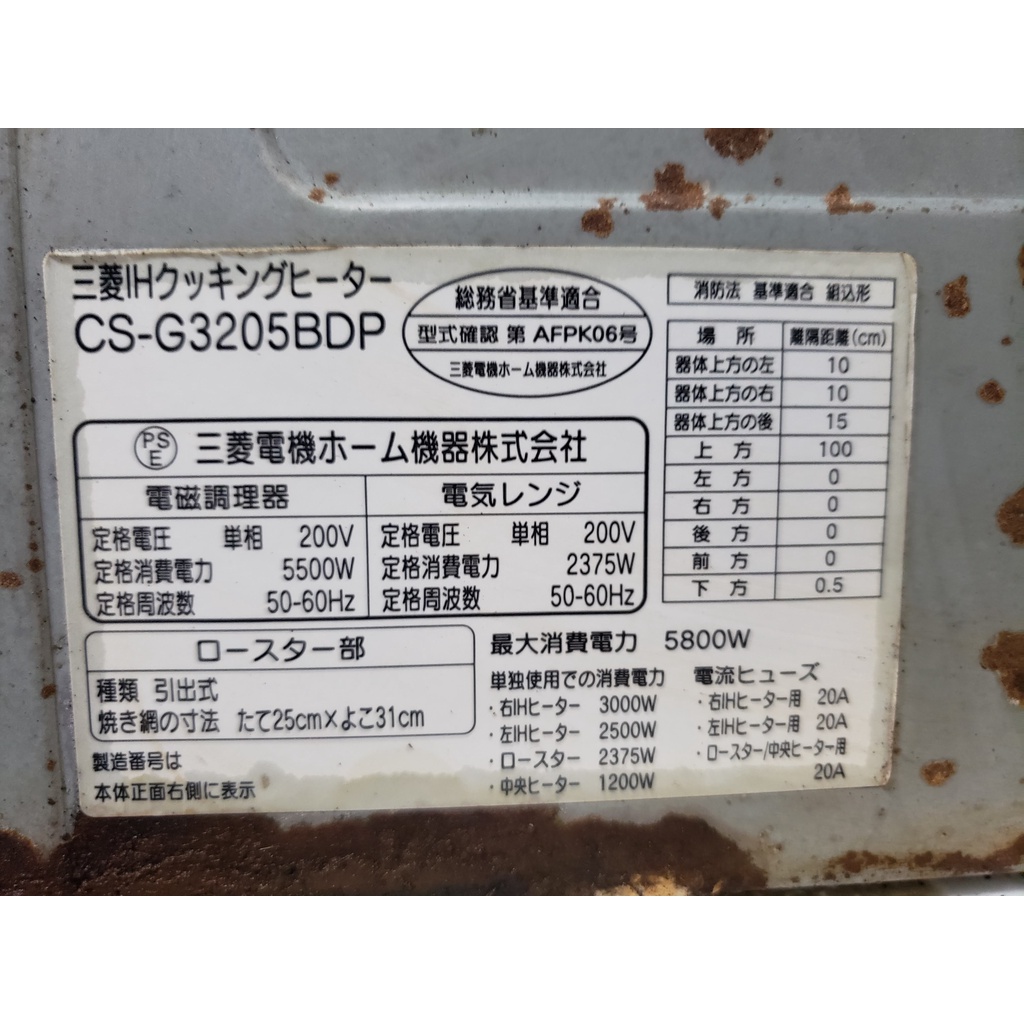 三菱IHクッキングヒーター
CS-G3205BDP
総務省基準適合
型式確認 第 AFPK06号
三菱電機ホーム機器株式会社
消防法 基準適合 組込形
場 所 離隔距離(cm)
器体上方の左 10
器体上方の右 10
器体上方の後 15
上 方 100
左 方 0
右 方 0
後 方 0
前 方 0
下 方 0.5
PS
E
三菱電機ホーム機器株式会社
電磁調理器
定格電圧 単相 200V
定格消費電力 5500W
定格周波数 50-60Hz
電気レンジ
定格電圧 単相 200V
定格消費電力 2375W
定格周波数 50-60Hz
ロースター部
種類 引出式
焼き網の寸法 たて25cm×よこ31cm
製造番号は
本体正面右側に表示
最大消費電力 5800W
単独使用での消費電力
・右IHヒーター 3000W
・左IHヒーター 2500W
・ロースター 2375W
・中央ヒーター 1200W
電流ヒューズ
・右IHヒーター用 20A
・左IHヒーター用 20A
・ロースター/中央ヒーター用
20A